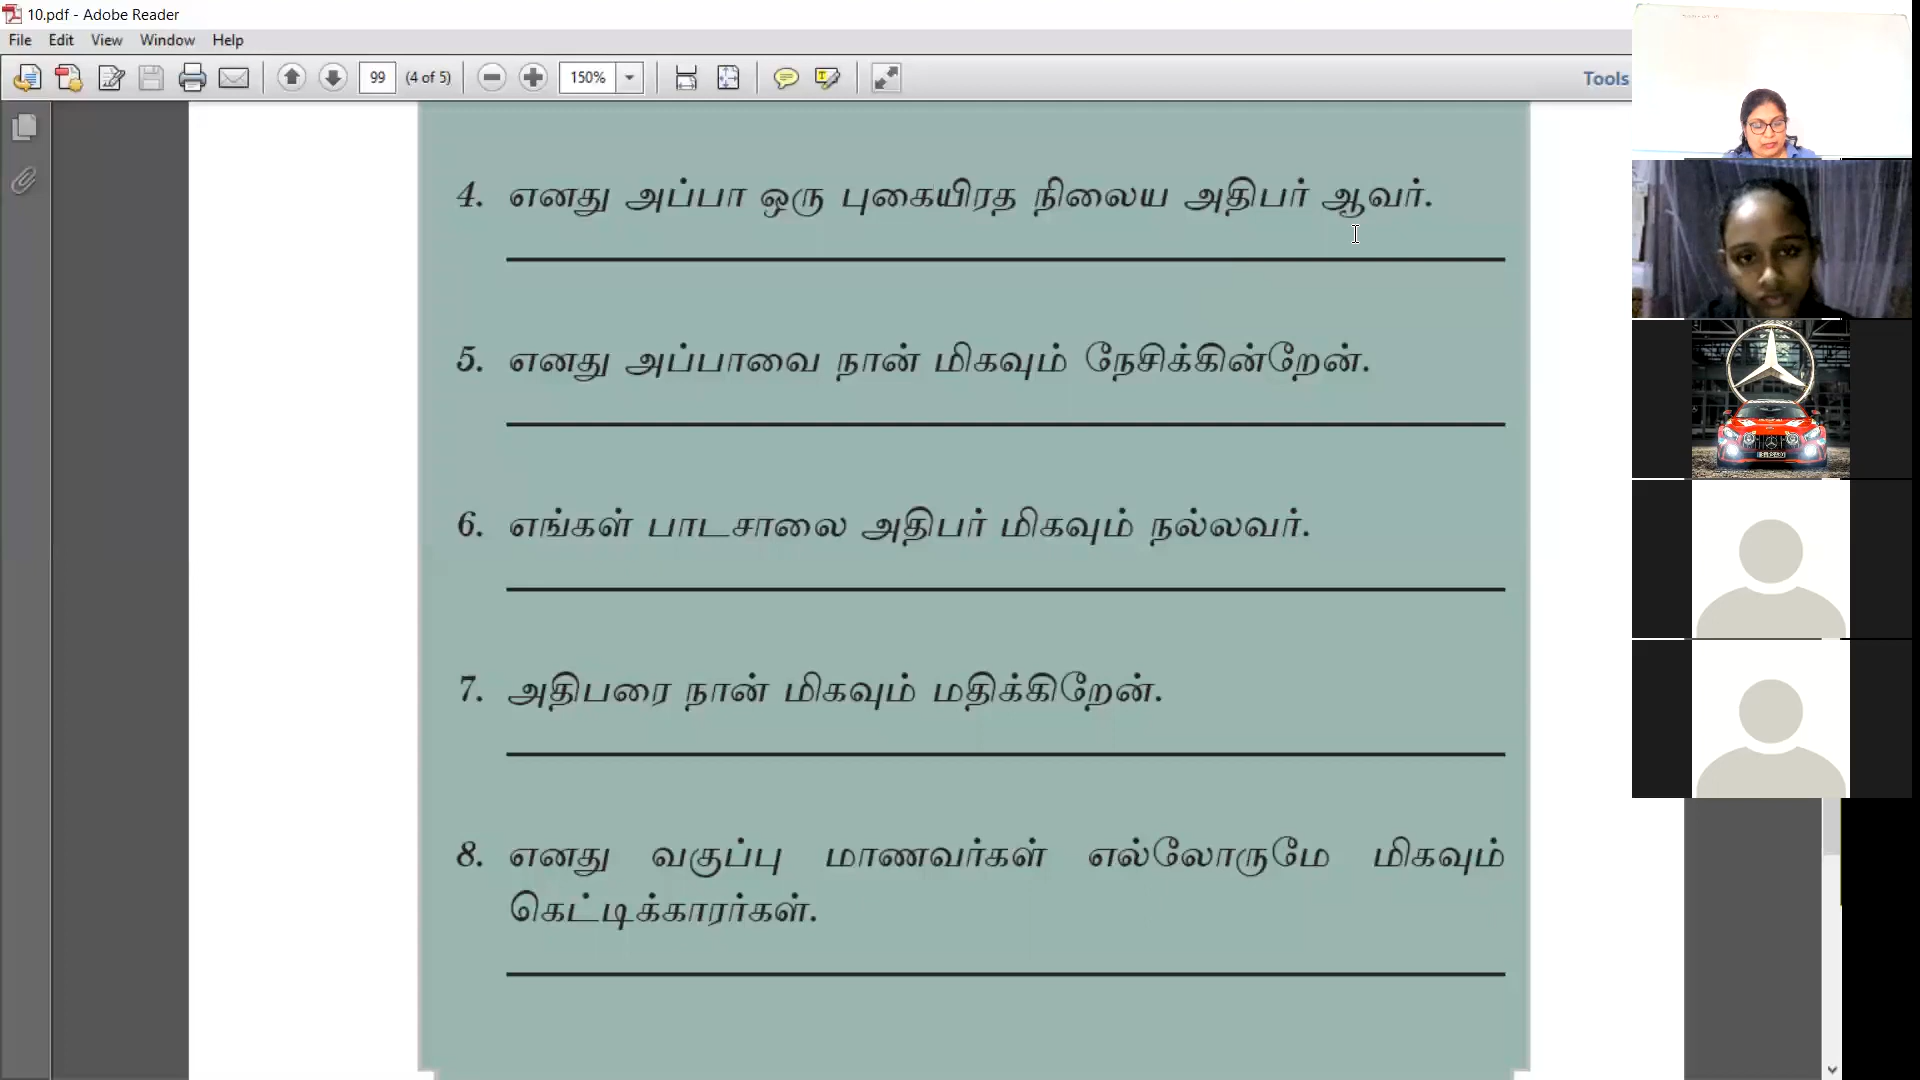 10.pdf - Adobe Reader
File Edit View Window Help
99 (4 of 5) 150% Tools
4. எனது அப்பா ஒரு புகையிரத நிலைய அதிபர் ஆவர்.
5. எனது அப்பாவை நான் மிகவும் நேசிக்கின்றேன்.
6. எங்கள் பாடசாலை அதிபர் மிகவும் நல்லவர்.
7. அதிபரை நான் மிகவும் மதிக்கிறேன்.
8. எனது வகுப்பு மாணவர்கள் எல்லோருமே மிகவும்
கெட்டிக்காரர்கள்.